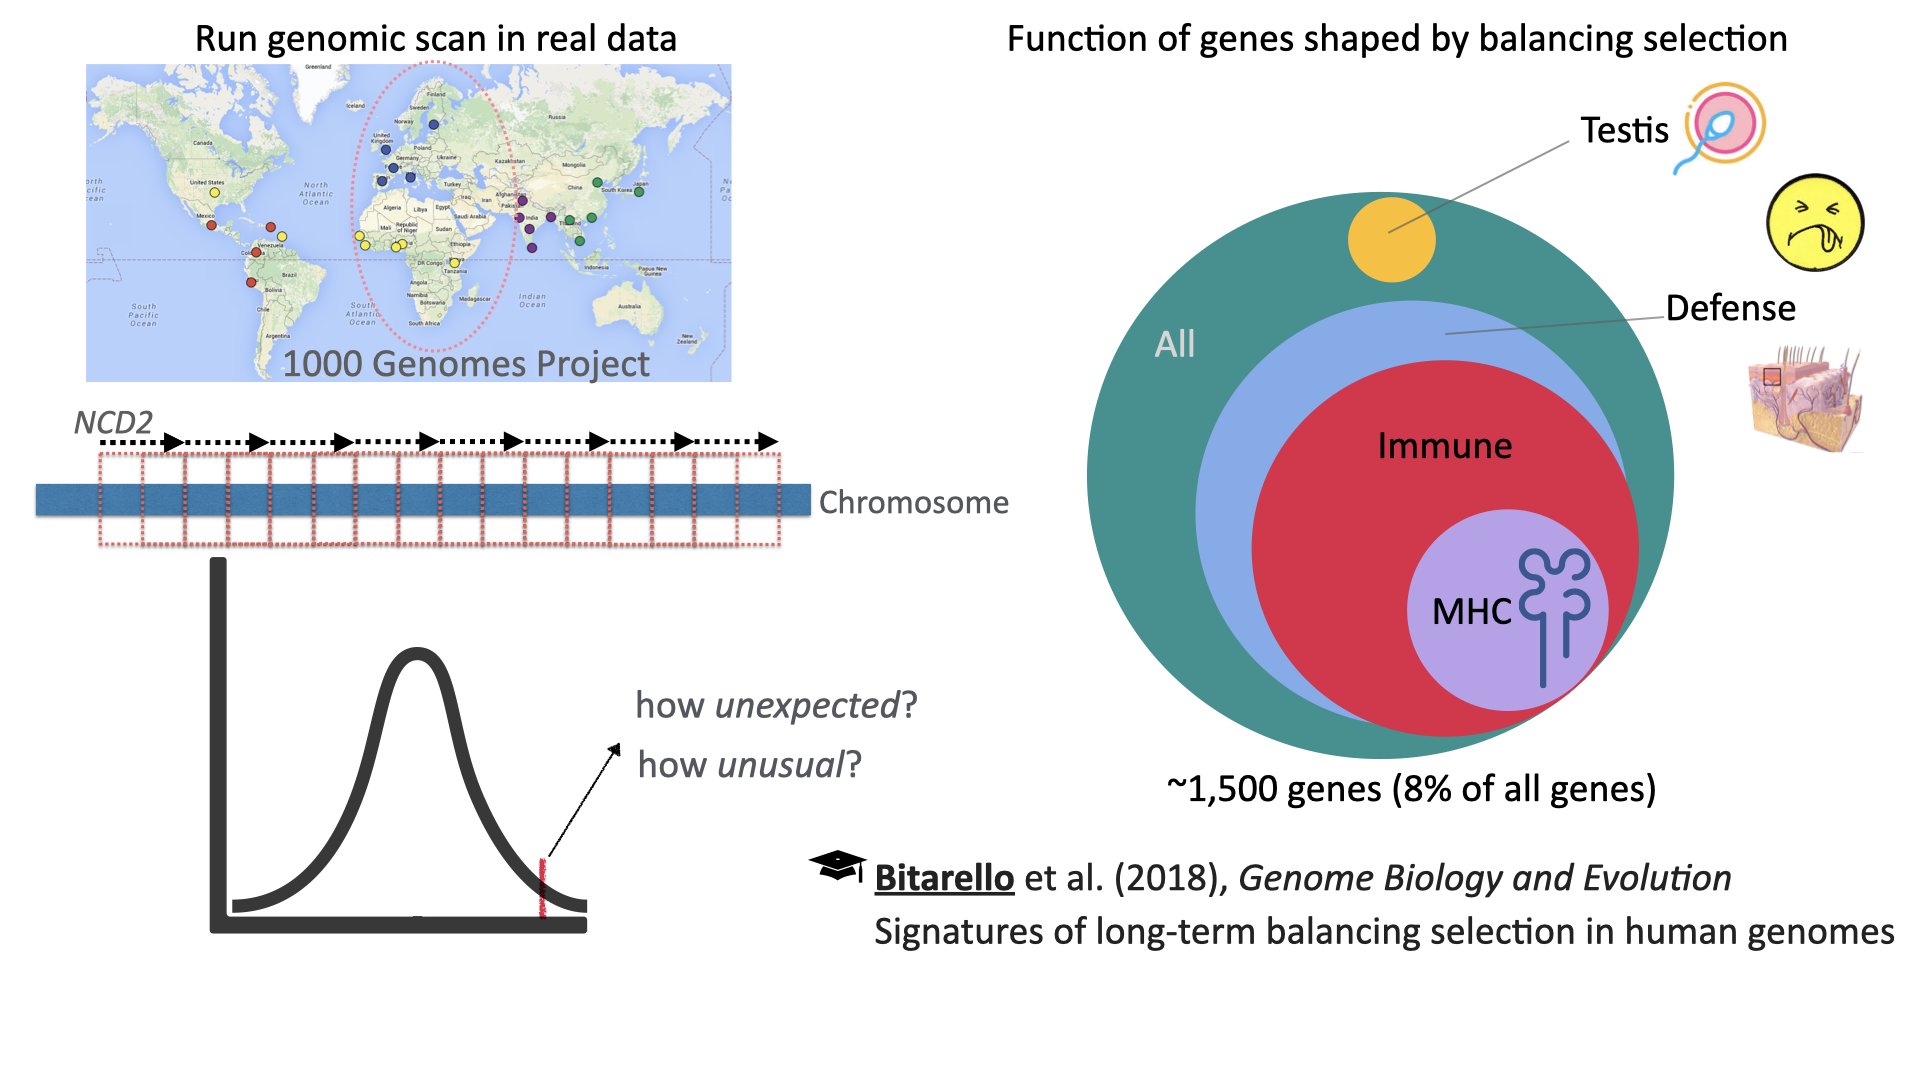 Run genomic scan in real data
Greenland
Iceland
Finland
Sweden
Norway
Russia
United
Kingdom
Canada
Poland
Germany
Ukraine
Kazakhstan
Mongolia
United States
North
Atlantic
Ocean
Turkey
China
South Korea
Japan
Afghanistan
Pakistan
Iraq
Iran
Algeria
Libya
Egypt
Saudi Arabia
India
Mexico
Mali
Sudan
Venezuela
Ethiopia
DR Congo
Tanzania
Indonesia
Papua New
Guinea
Brazil
Bolivia
Angola
Namibia
Botswana
Madagascar
Indian
Ocean
Australia
South
Pacific
Ocean
Chile
South
Atlantic
Ocean
South Africa
Argentina
New
Zealand
1000 Genomes Project
NCD2
Chromosome
how unexpected?
how unusual?
Function of genes shaped by balancing selection
Testis
Defense
All
Immune
MHC
~1,500 genes (8% of all genes)
Bitarello et al. (2018), Genome Biology and Evolution
Signatures of long-term balancing selection in human genomes